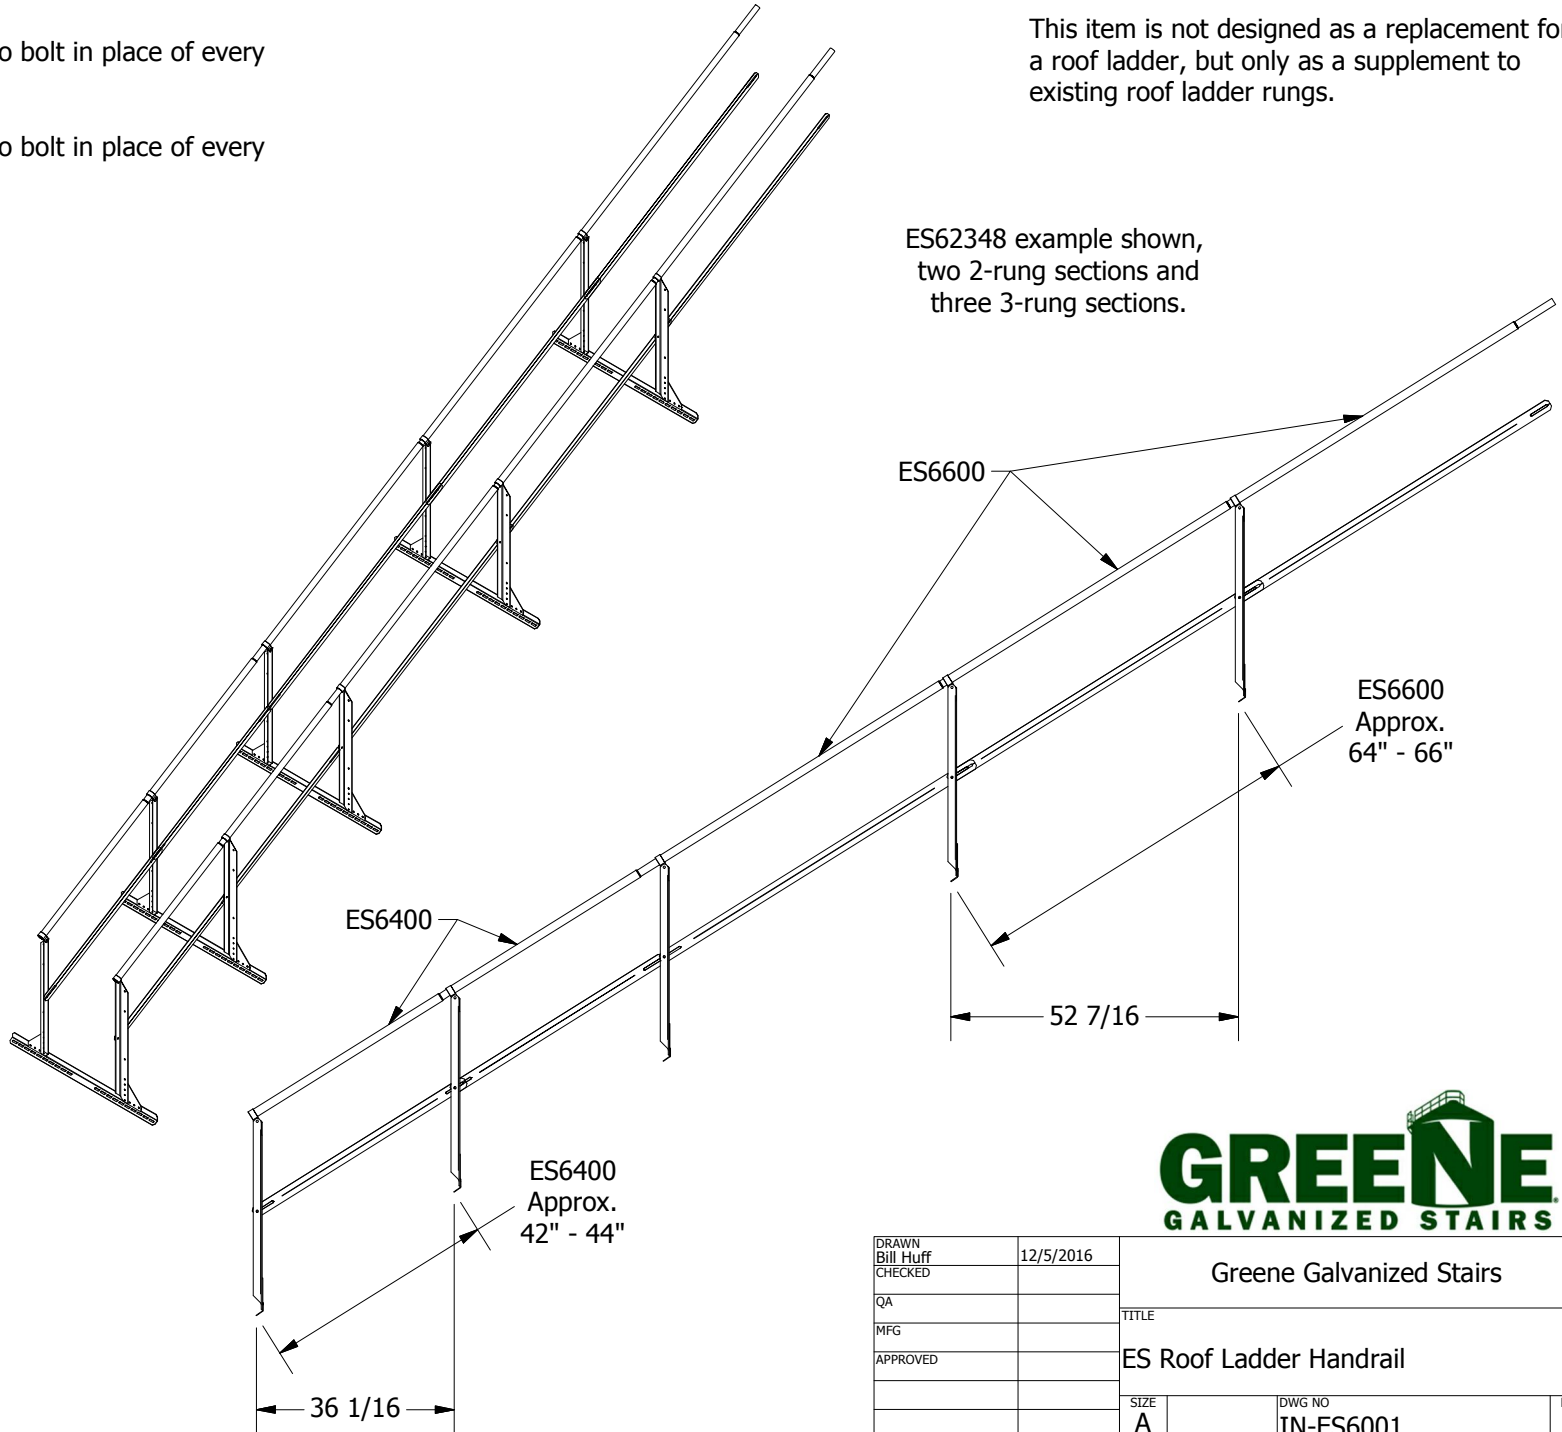 o bolt in place of every
o bolt in place of every
This item is not designed as a replacement for
a roof ladder, but only as a supplement to
existing roof ladder rungs.
ES62348 example shown,
two 2-rung sections and
three 3-rung sections.
ES6600
ES6600
Approx.
64" - 66"
ES6400
52 7/16
ES6400
Approx.
42" - 44"
36 1/16
GREENE
GALVANIZED STAIRS
DRAWN
Bill Huff
12/5/2016
CHECKED
QA
MFG
APPROVED
Greene Galvanized Stairs
TITLE
ES Roof Ladder Handrail
SIZE
A
DWG NO
IN-ES6001